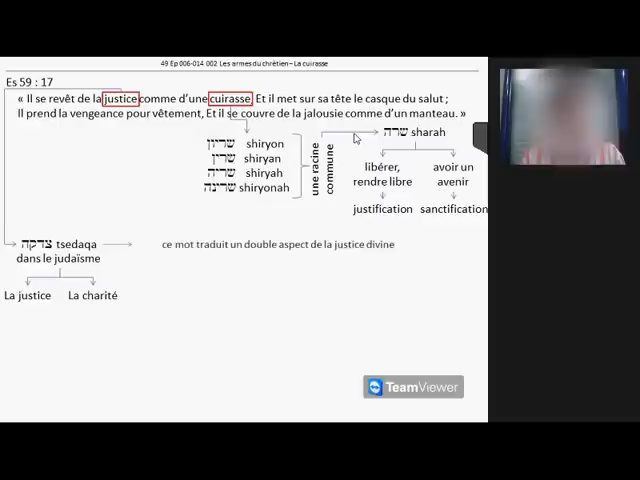 49 Ep 006-014 002 Les armes du chrétien – La cuirasse
Es 59 : 17
« Il se revêt de la justice comme d'une cuirasse, Et il met sur sa tête le casque du salut ;
Il prend la vengeance pour vêtement, Et il se couvre de la jalousie comme d'un manteau. »
שריון shiryon
שרין shiryan
שריה shiryah
שרינה shiryonah
une racine
commune
שרה sharah
libérer,
rendre libre
avoir un
avenir
justification
sanctification
צדקה tsedaqa
dans le judaïsme
ce mot traduit un double aspect de la justice divine
La justice
La charité
TeamViewer